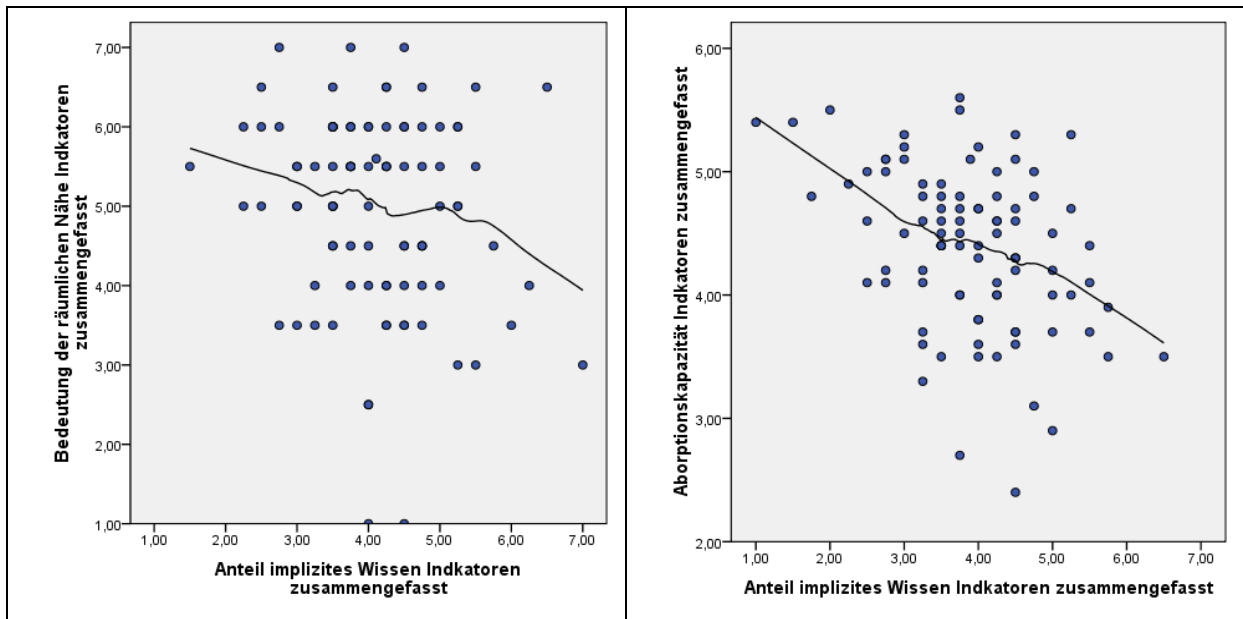 7,00
6,00
5,00
4,00
3,00
2,00
1,00
Bedeutung der räumlichen Nähe Indkatoren
zusammengefasst
1,00 2,00 3,00 4,00 5,00 6,00 7,00
Anteil implizites Wissen Indkatoren
zusammengefasst
6,00
5,00
4,00
3,00
2,00
Aborptionskapazität Indikatoren zusammengefasst
1,00 2,00 3,00 4,00 5,00 6,00 7,00
Anteil implizites Wissen Indkatoren zusammengefasst